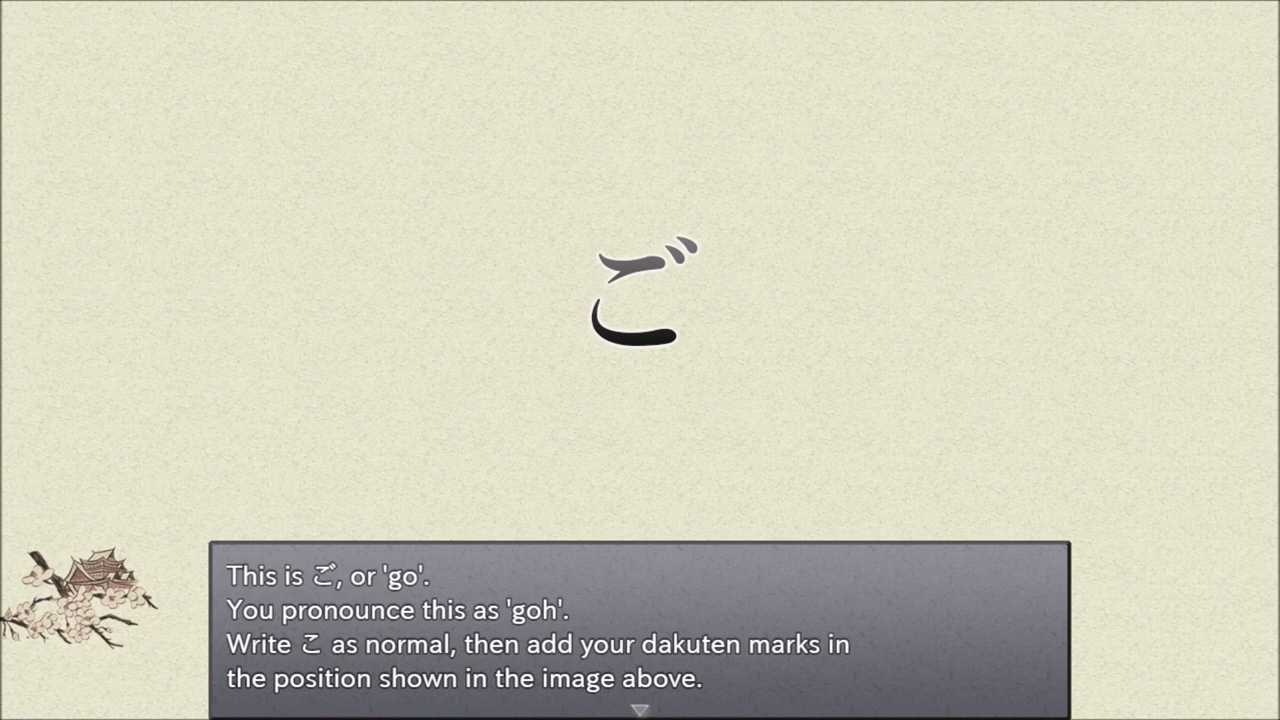 ご
This is ご, or 'go'.
You pronounce this as 'goh'.
Write こ as normal, then add your dakuten marks in
the position shown in the image above.